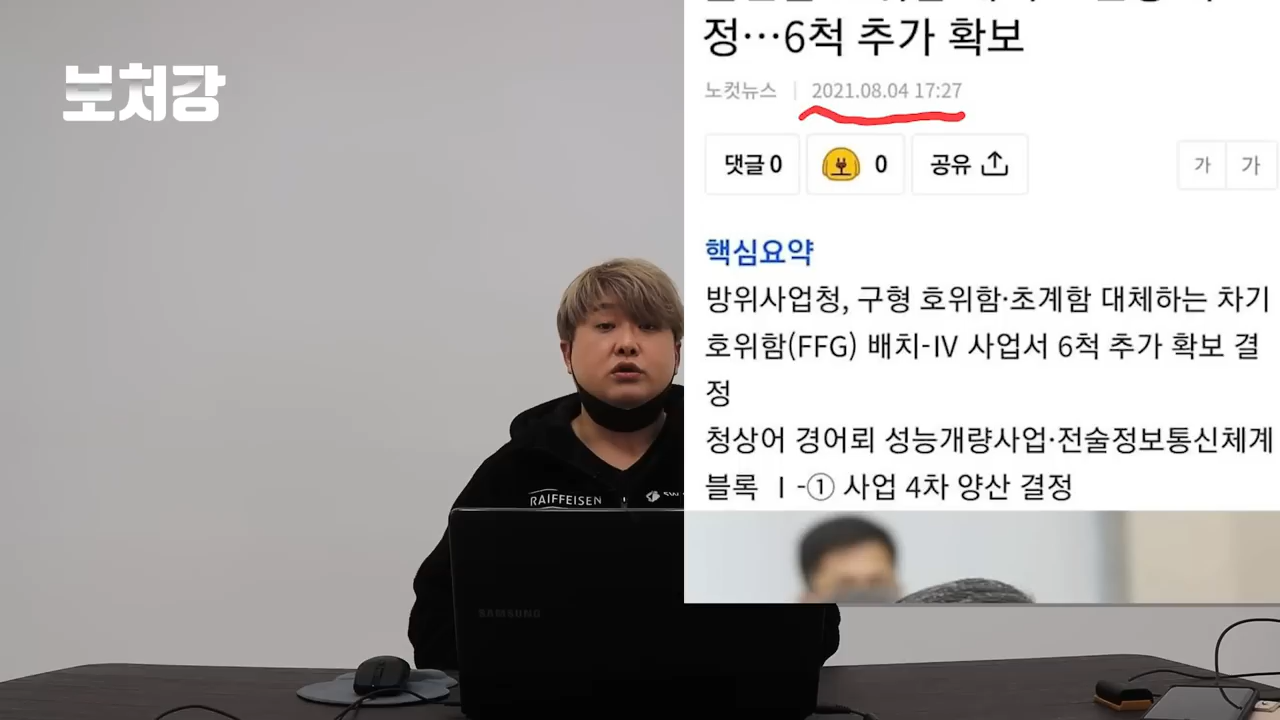 정…6척 추가 확보
보처강
노컷뉴스 | 2021.08.04 17:27
댓글 0
0
공유
가 가
핵심요약
방위사업청, 구형 호위함·초계함 대체하는 차기
호위함(FFG) 배치-Ⅳ 사업서 6척 추가 확보 결
정
청상어 경어뢰 성능개량사업·전술정보통신체계
블록 Ⅰ-① 사업 4차 양산 결정
RAIFFEISEN
SAMSUNG